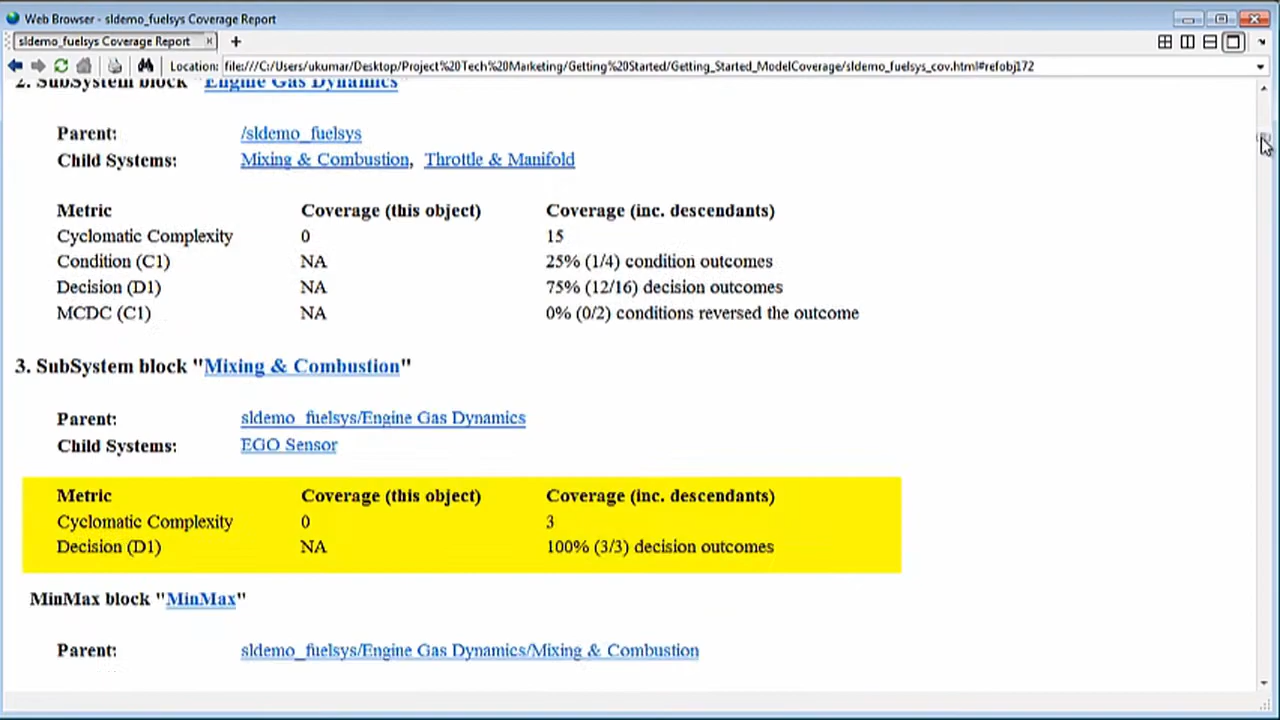 Web Browser - sldemo_fuelsys Coverage Report
sldemo_fuelsys Coverage Report
Location: file:///C:/Users/ukumar/Desktop/Project%20Tech%20Marketing/Getting%20Started/Getting_Started_ModelCoverage/sldemo_fuelsys_cov.html#refobj172
2. SubSystem block "Engine Gas Dynamics"
Parent: /sldemo_fuelsys
Child Systems: Mixing & Combustion, Throttle & Manifold
Metric Coverage (this object) Coverage (inc. descendants)
Cyclomatic Complexity 0 15
Condition (C1) NA 25% (1/4) condition outcomes
Decision (D1) NA 75% (12/16) decision outcomes
MCDC (C1) NA 0% (0/2) conditions reversed the outcome
3. SubSystem block "Mixing & Combustion"
Parent: sldemo_fuelsys/Engine Gas Dynamics
Child Systems: EGO Sensor
Metric Coverage (this object) Coverage (inc. descendants)
Cyclomatic Complexity 0 3
Decision (D1) NA 100% (3/3) decision outcomes
MinMax block "MinMax"
Parent: sldemo_fuelsys/Engine Gas Dynamics/Mixing & Combustion